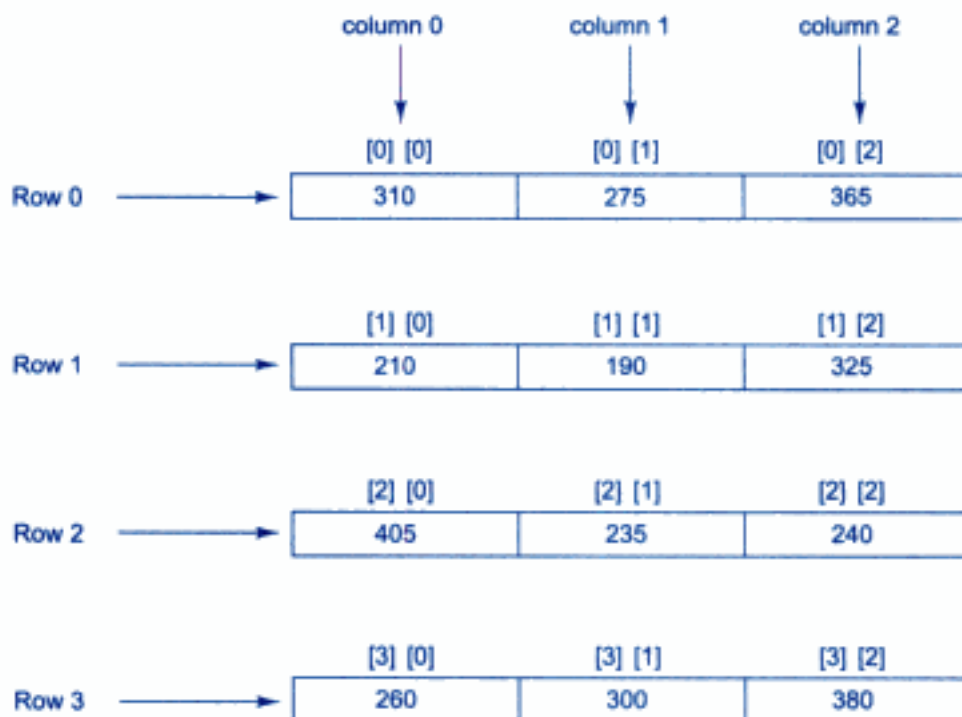 column 0 column 1 column 2
[0] [0] [0] [1] [0] [2]
Row 0 310 275 365
[1] [0] [1] [1] [1] [2]
Row 1 210 190 325
[2] [0] [2] [1] [2] [2]
Row 2 405 235 240
[3] [0] [3] [1] [3] [2]
Row 3 260 300 380